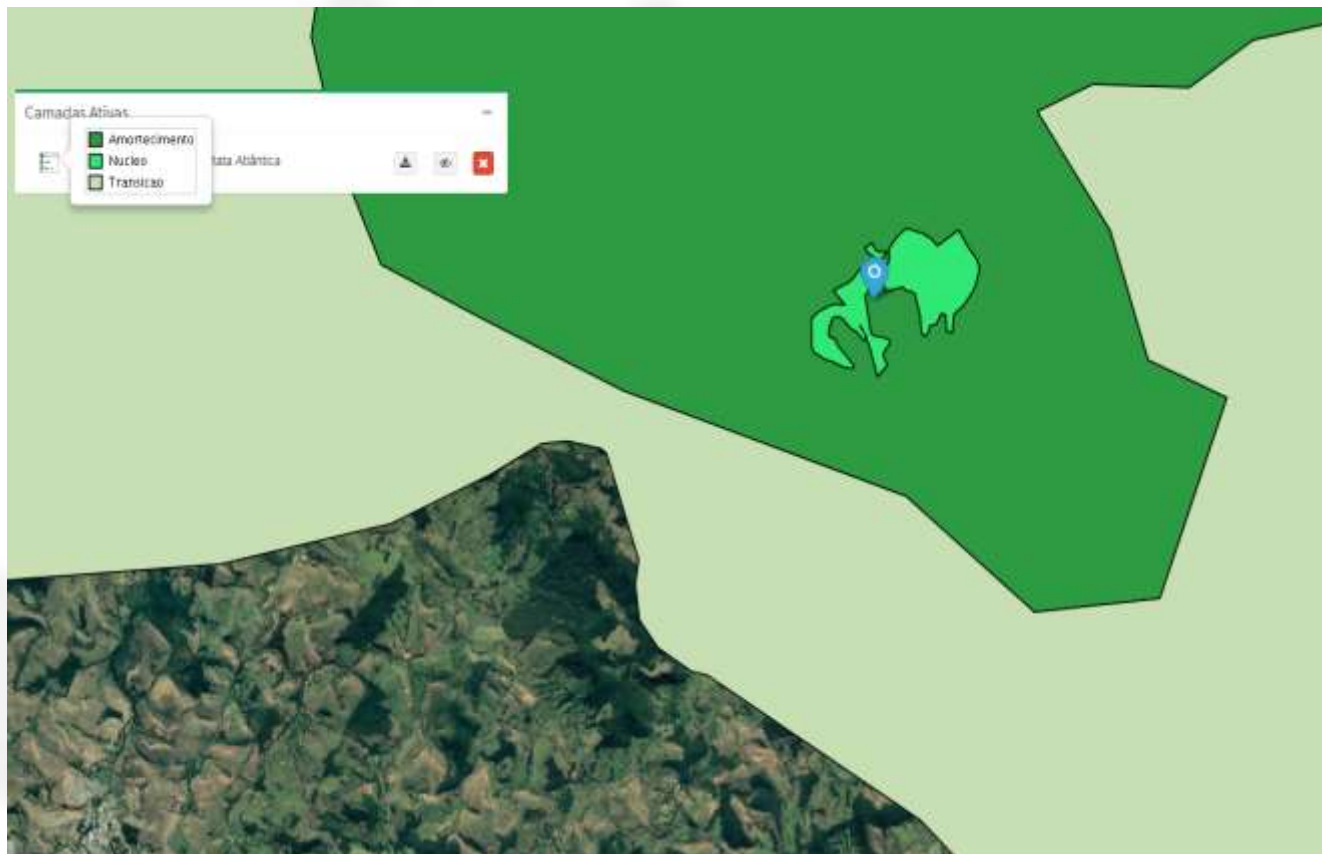 Camadas Ativas
Amortecimento
Nucleo
Mata Atlântica
Transicao